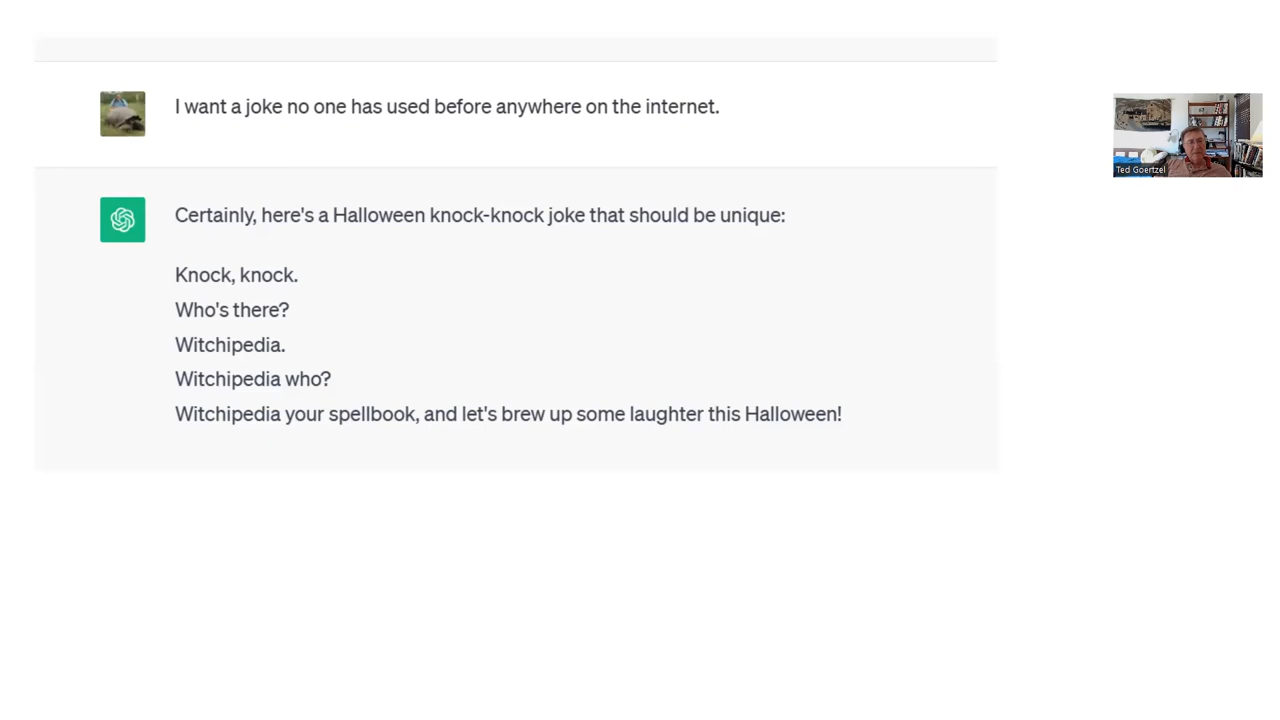 I want a joke no one has used before anywhere on the internet.
Certainly, here's a Halloween knock-knock joke that should be unique:
Knock, knock.
Who's there?
Witchipedia.
Witchipedia who?
Witchipedia your spellbook, and let's brew up some laughter this Halloween!
Ted Goertzel